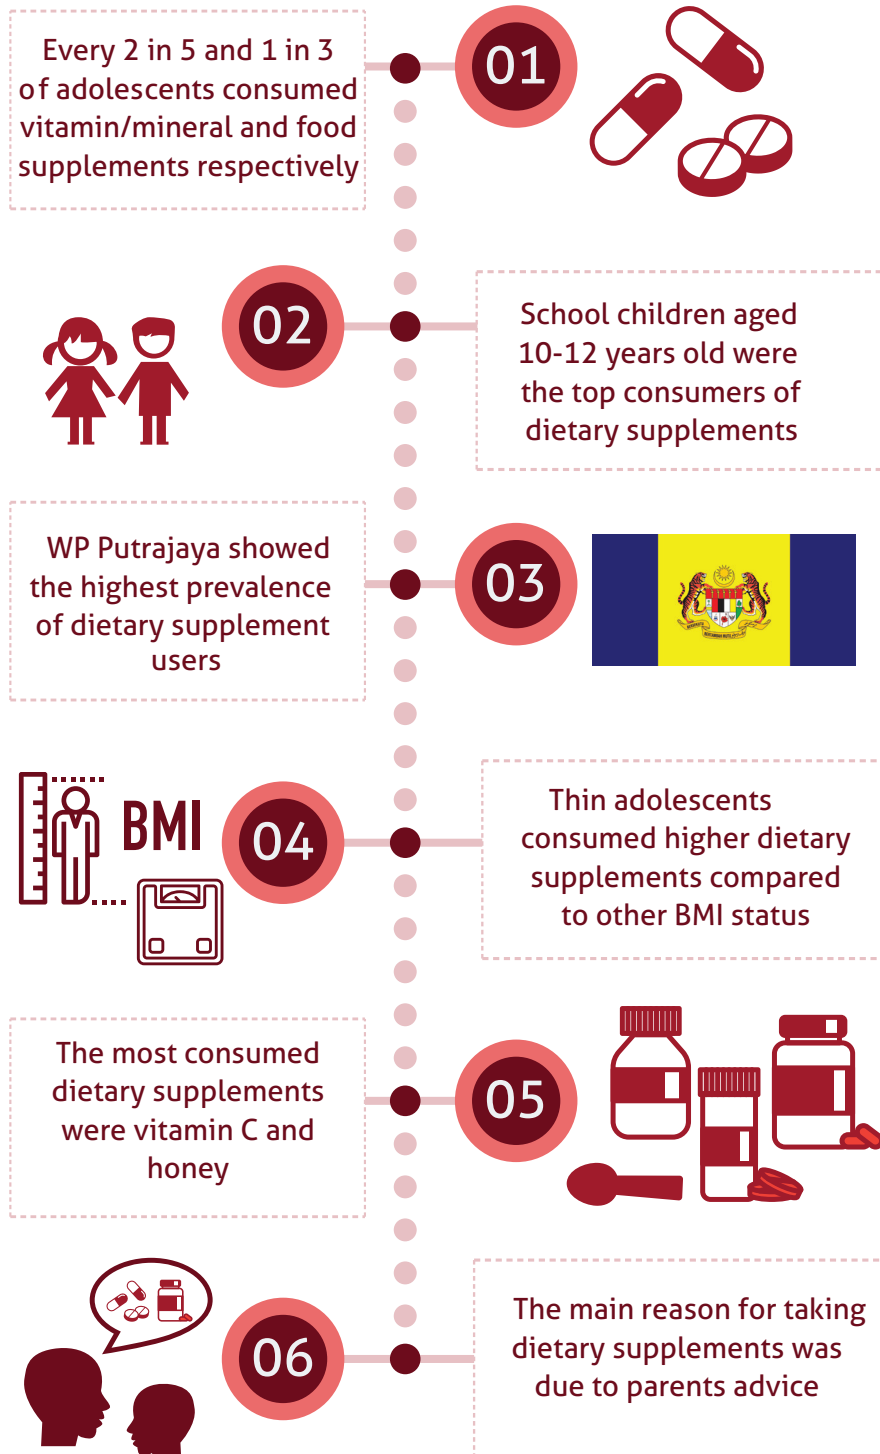 Every 2 in 5 and 1 in 3
of adolescents consumed
vitamin/mineral and food
supplements respectively
01
02
School children aged
10-12 years old were
the top consumers of
dietary supplements
WP Putrajaya showed
the highest prevalence
of dietary supplement
users
03
BMI
04
Thin adolescents
consumed higher dietary
supplements compared
to other BMI status
The most consumed
dietary supplements
were vitamin C and
honey
05
06
The main reason for taking
dietary supplements was
due to parents advice